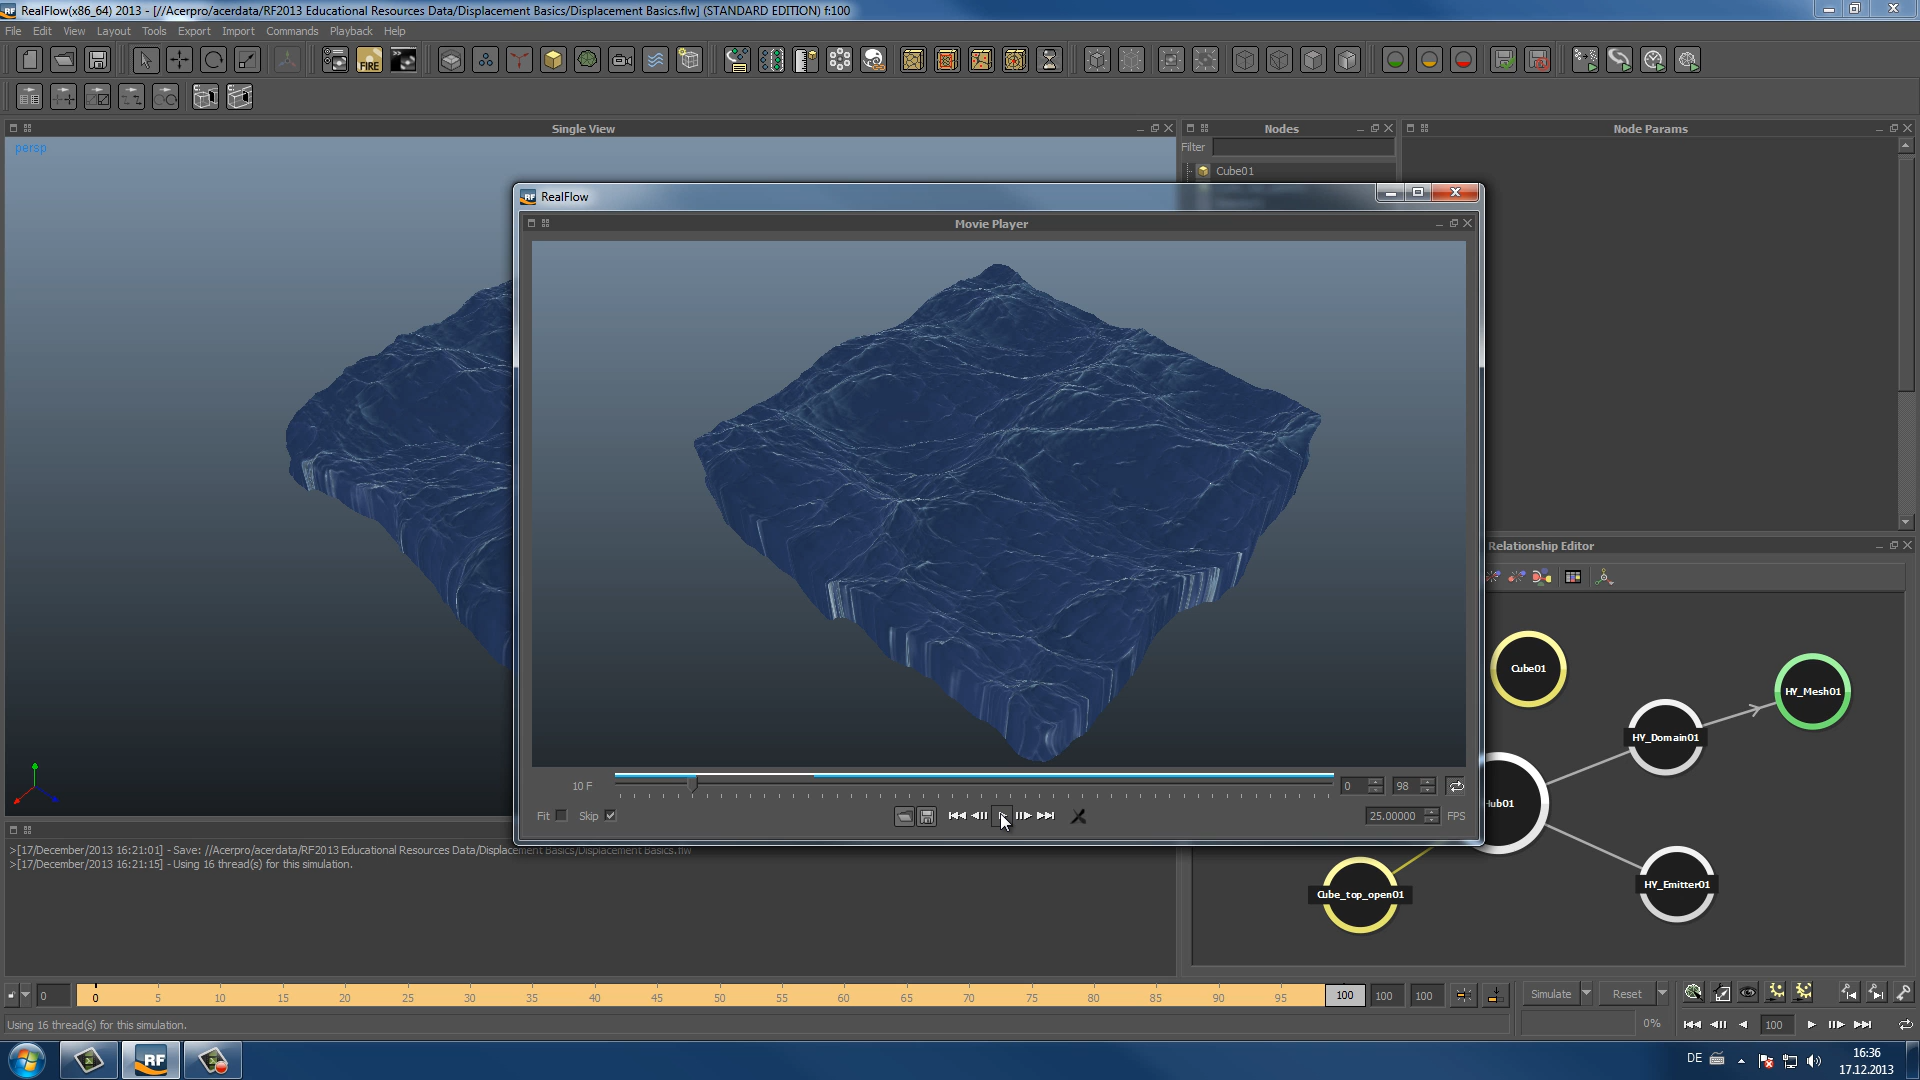 RealFlow(x86_64) 2013 - [//Acerpro/acerdata/RF2013 Educational Resources Data/Displacement Basics/Displacement Basics.flw] (STANDARD EDITION) f:100
File Edit View Layout Tools Export Import Commands Playback Help
FIRE
Single View
Nodes
Node Params
persp
Filter
Cube01
RF RealFlow
Movie Player
Relationship Editor
Cube01
HY_Mesh01
HY_Domain01
Hub01
HY_Emitter01
Cube_top_open01
10 F
0
98
Fit
Skip
25.00000
FPS
>[17/December/2013 16:21:01] - Save: //Acerpro/acerdata/RF2013 Educational Resources Data/Displacement Basics/Displacement Basics.flw
>[17/December/2013 16:21:15] - Using 16 thread(s) for this simulation.
0 0 5 10 15 20 25 30 35 40 45 50 55 60 65 70 75 80 85 90 95 100 100 100
Simulate
Reset
Using 16 thread(s) for this simulation.
0%
100
RF
DE
16:36
17.12.2013